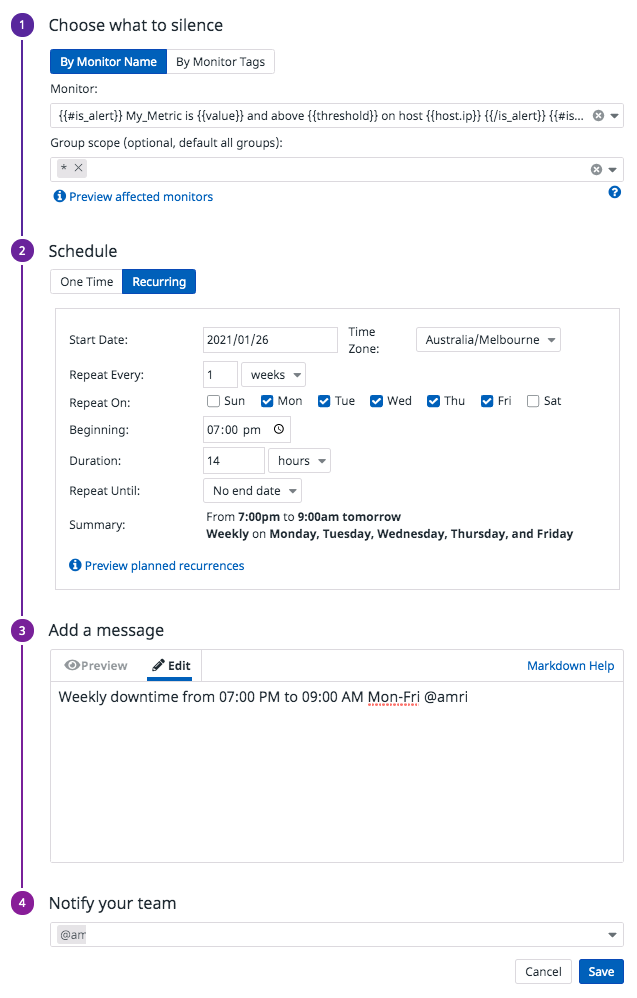 1 Choose what to silence
By Monitor Name By Monitor Tags
Monitor:
{{#is_alert}} My_Metric is {{value}} and above {{threshold}} on host {{host.ip}} {{/is_alert}} {{#is...
Group scope (optional, default all groups):
*
Preview affected monitors
2 Schedule
One Time Recurring
Start Date: 2021/01/26 Time Zone: Australia/Melbourne
Repeat Every: 1 weeks
Repeat On: Sun Mon Tue Wed Thu Fri Sat
Beginning: 07:00 pm
Duration: 14 hours
Repeat Until: No end date
Summary: From 7:00pm to 9:00am tomorrow
Weekly on Monday, Tuesday, Wednesday, Thursday, and Friday
Preview planned recurrences
3 Add a message
Preview Edit Markdown Help
Weekly downtime from 07:00 PM to 09:00 AM Mon-Fri @amri
4 Notify your team
@am
Cancel Save